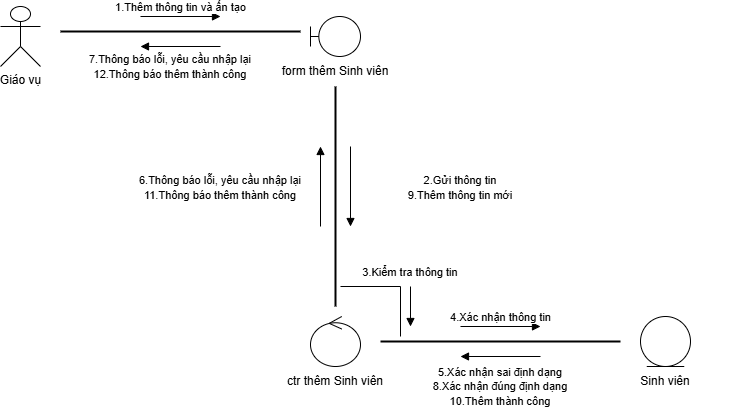 1.Thêm thông tin và ấn tạo
7.Thông báo lỗi, yêu cầu nhập lại
12.Thông báo thêm thành công
Giáo vụ
form thêm Sinh viên
6.Thông báo lỗi, yêu cầu nhập lại
11.Thông báo thêm thành công
2.Gửi thông tin
9.Thêm thông tin mới
3.Kiểm tra thông tin
4.Xác nhận thông tin
5.Xác nhận sai định dạng
8.Xác nhận đúng định dạng
10.Thêm thành công
ctr thêm Sinh viên
Sinh viên